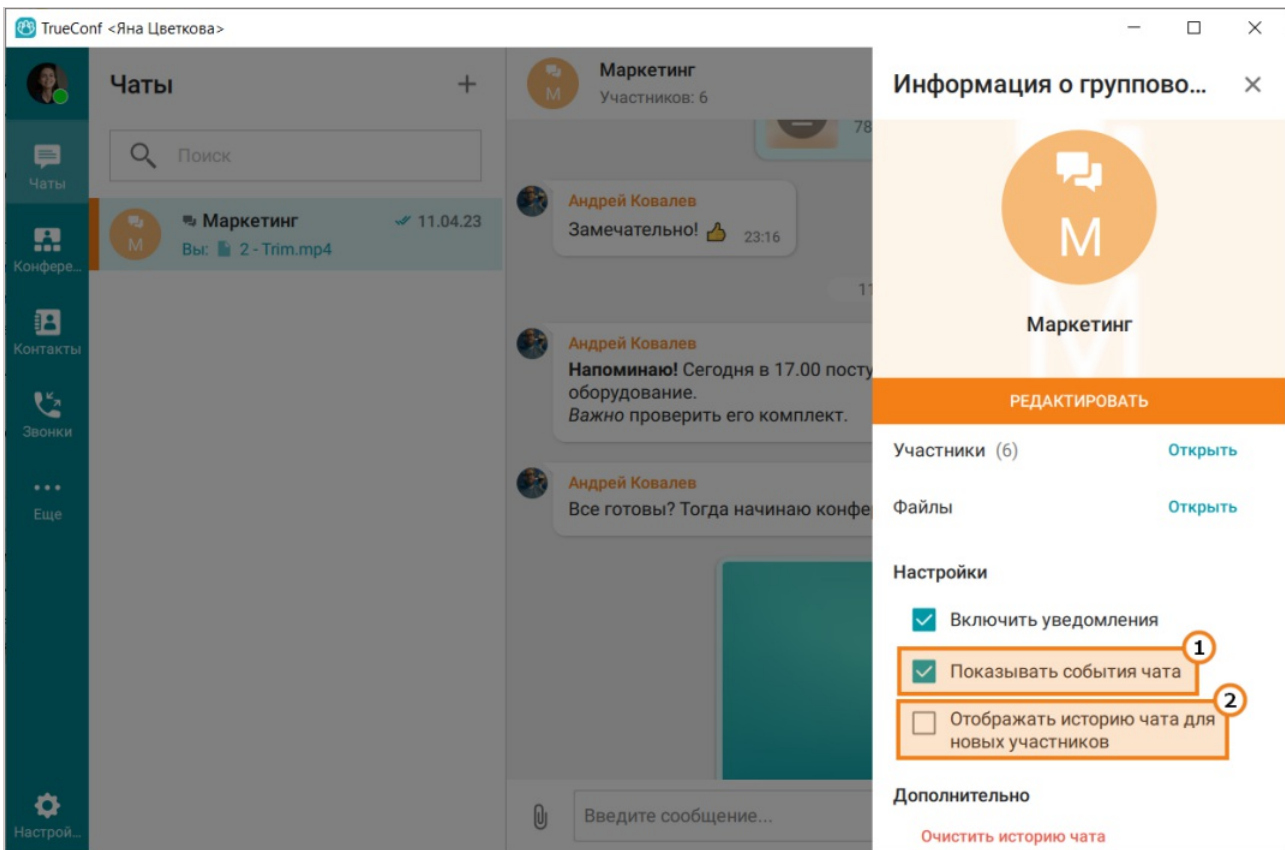 TrueConf <Яна Цветкова>
Чаты
Конфере...
Контакты
Звонки
Еще
Настрой...
Чаты
Поиск
М
Маркетинг
11.04.23
Вы: 2 - Trim.mp4
М
Маркетинг
Участников: 6
78
Андрей Ковалев
Замечательно! 👍 23:16
11
Андрей Ковалев
Напоминаю! Сегодня в 17.00 посту
оборудование.
Важно проверить его комплект.
Андрей Ковалев
Все готовы? Тогда начинаю конфе
Введите сообщение...
Информация о группово...
М
Маркетинг
РЕДАКТИРОВАТЬ
Участники (6) Открыть
Файлы Открыть
Настройки
Включить уведомления
1
Показывать события чата
2
Отображать историю чата для
новых участников
Дополнительно
Очистить историю чата